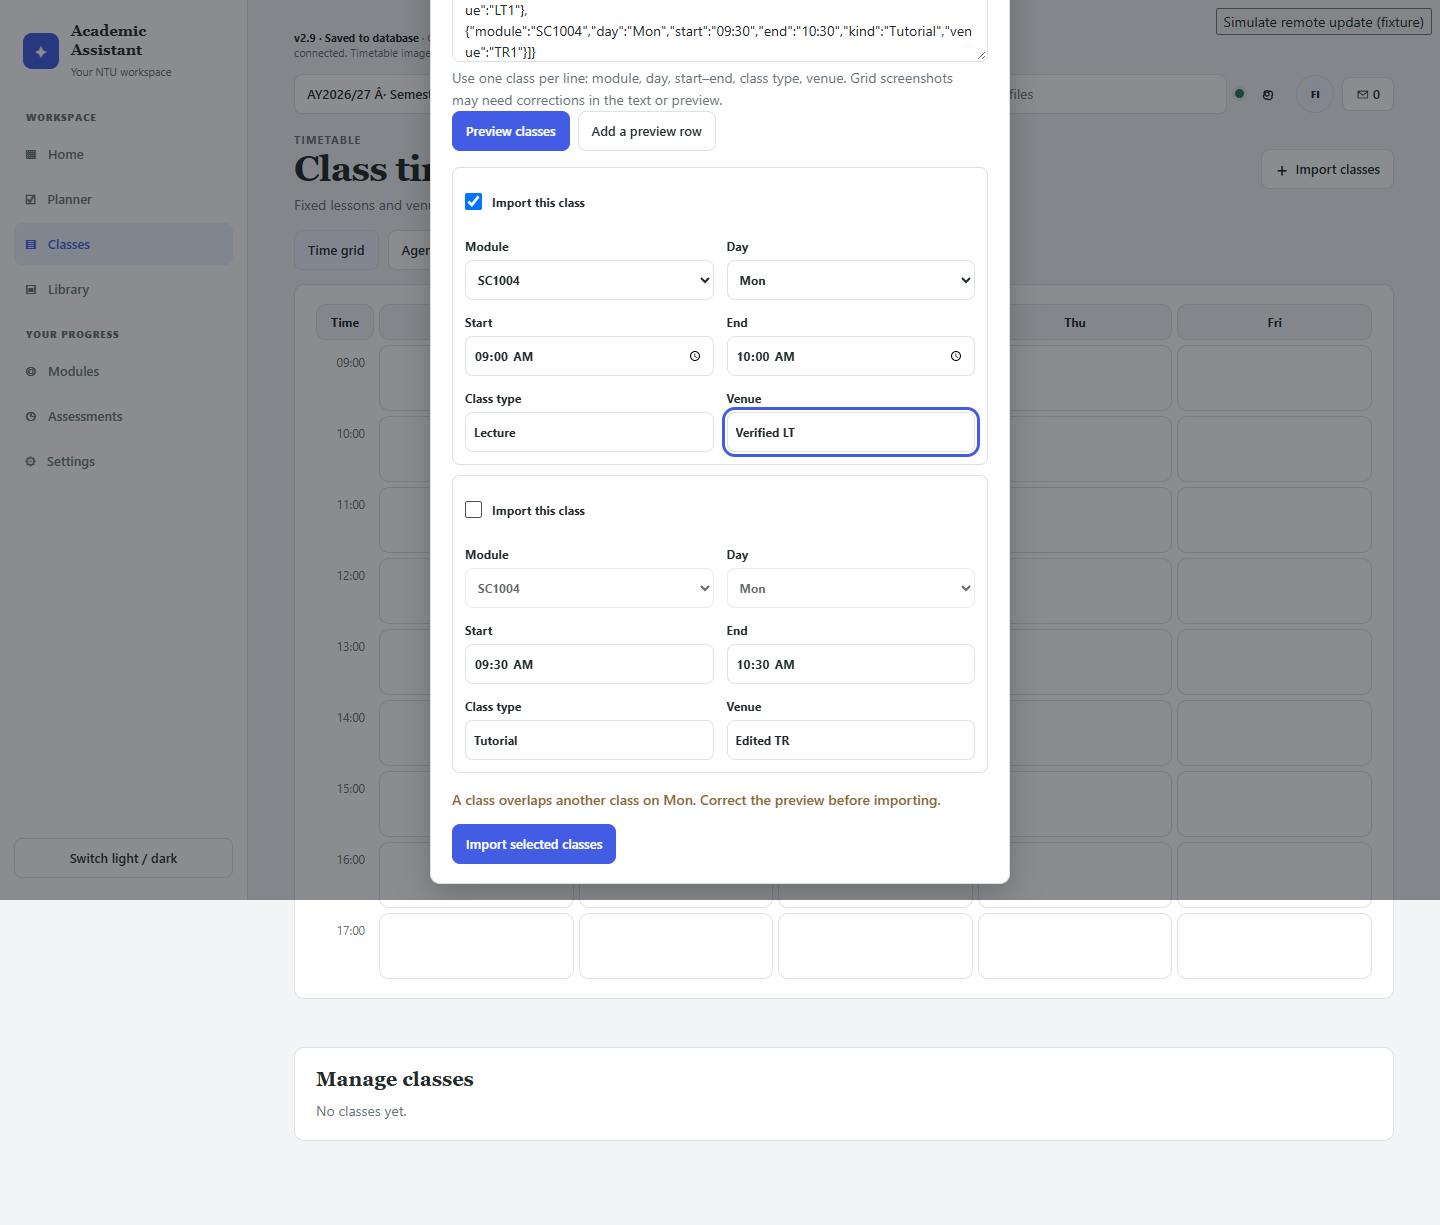 Academic
Assistant
Your NTU workspace
WORKSPACE
Home
Planner
Classes
Library
YOUR PROGRESS
Modules
Assessments
Settings
Switch light / dark
v2.9 · Saved to database ·
connected. Timetable image
Simulate remote update (fixture)
AY2026/27 Â· Semest
files
FI
0
TIMETABLE
Class tin
Fixed lessons and venu
+ Import classes
Time grid
Agen
Time
Thu
Fri
09:00
10:00
11:00
12:00
13:00
14:00
15:00
16:00
17:00
ue":"LT1"},
{"module":"SC1004","day":"Mon","start":"09:30","end":"10:30","kind":"Tutorial","ven
ue":"TR1"}]}
Use one class per line: module, day, start–end, class type, venue. Grid screenshots
may need corrections in the text or preview.
Preview classes
Add a preview row
Import this class
Module
Day
SC1004
Mon
Start
End
09:00 AM
10:00 AM
Class type
Venue
Lecture
Verified LT
Import this class
Module
Day
SC1004
Mon
Start
End
09:30 AM
10:30 AM
Class type
Venue
Tutorial
Edited TR
A class overlaps another class on Mon. Correct the preview before importing.
Import selected classes
Manage classes
No classes yet.